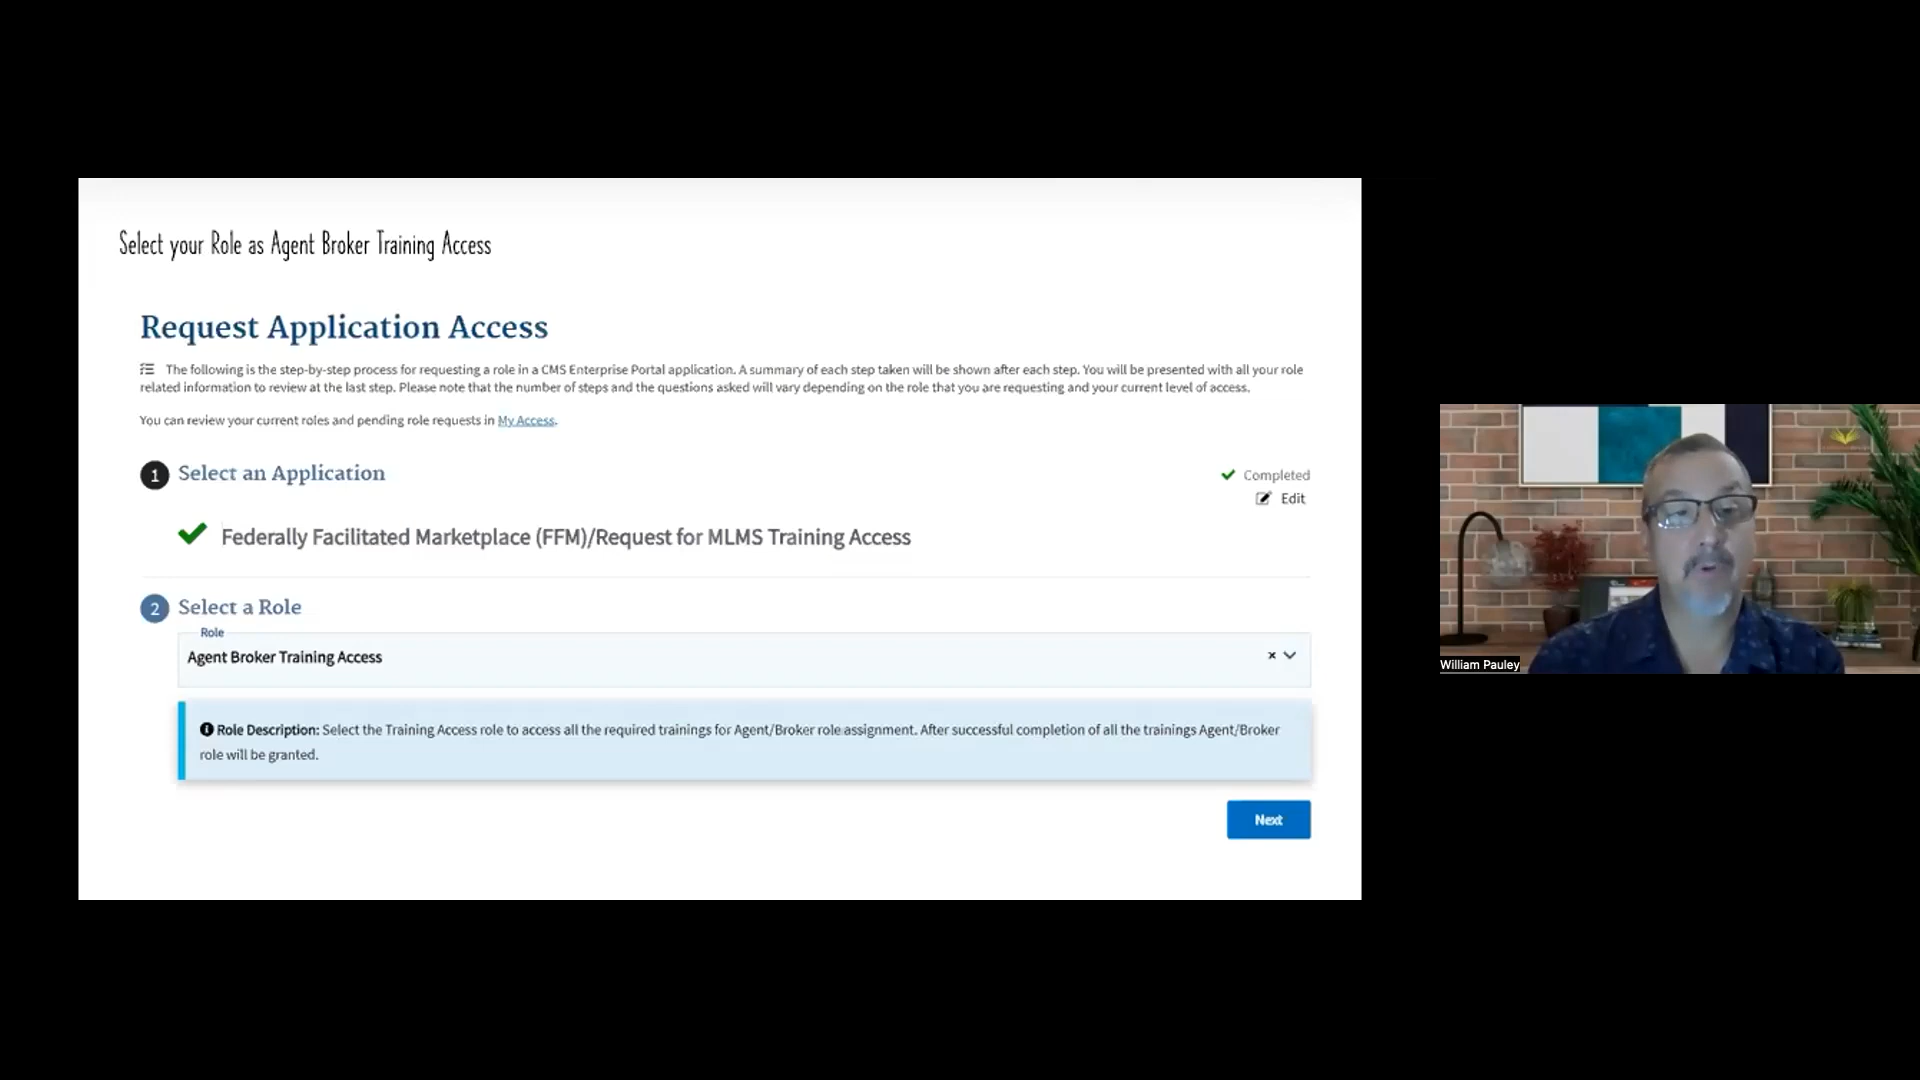 Select your Role as Agent Broker Training Access
Request Application Access
The following is the step-by-step process for requesting a role in a CMS Enterprise Portal application. A summary of each step taken will be shown after each step. You will be presented with all your role
related information to review at the last step. Please note that the number of steps and the questions asked will vary depending on the role that you are requesting and your current level of access.
You can review your current roles and pending role requests in My Access.
1 Select an Application
Completed
Edit
Federally Facilitated Marketplace (FFM)/Request for MLMS Training Access
2 Select a Role
Role
Agent Broker Training Access
Role Description: Select the Training Access role to access all the required trainings for Agent/Broker role assignment. After successful completion of all the trainings Agent/Broker
role will be granted.
Next
William Pauley